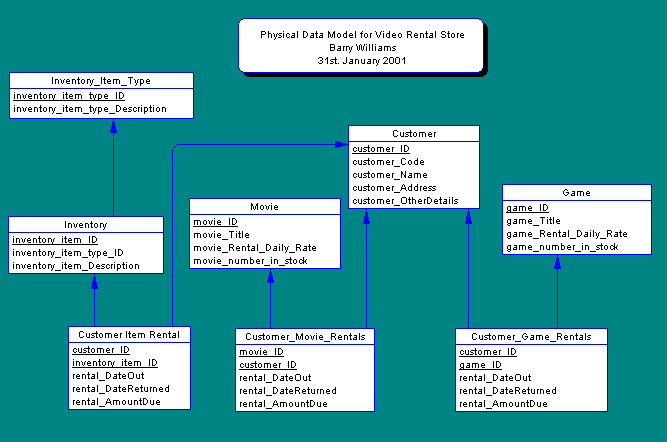 Physical Data Model for Video Rental Store
Barry Williams
31st. January 2001
Inventory_Item_Type
inventory_item_type_ID
inventory_item_type_Description
Customer
customer_ID
customer_Code
customer_Name
customer_Address
customer_OtherDetails
Movie
movie_ID
movie_Title
movie_Rental_Daily_Rate
movie_number_in_stock
Game
game_ID
game_Title
game_Rental_Daily_Rate
game_number_in_stock
Inventory
inventory_item_ID
inventory_item_type_ID
inventory_item_Description
Customer Item Rental
customer_ID
inventory_item_ID
rental_DateOut
rental_DateReturned
rental_AmountDue
Customer_Movie_Rentals
movie_ID
customer_ID
rental_DateOut
rental_DateReturned
rental_AmountDue
Customer_Game_Rentals
customer_ID
game_ID
rental_DateOut
rental_DateReturned
rental_AmountDue